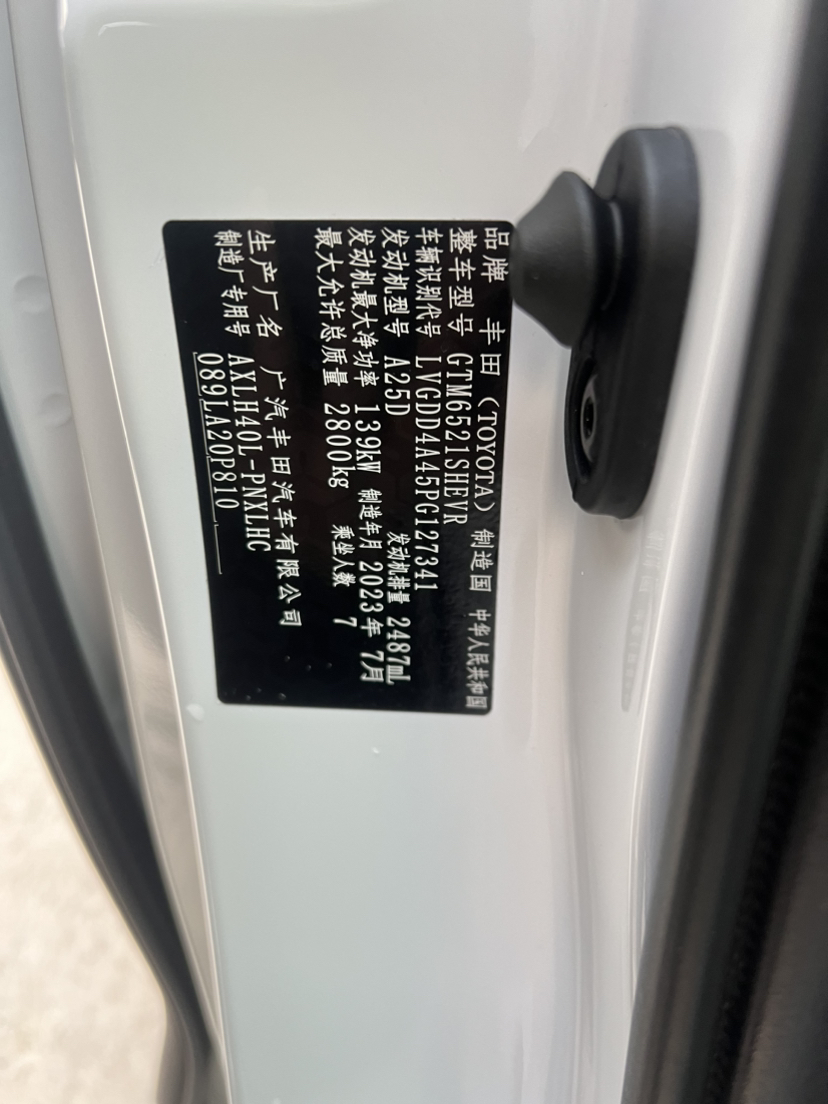 品牌 丰田(TOYOTA) 制造国 中华人民共和国
整车型号 GTM6521SHEVR
车辆识别代号 LVGDD4A45PG127341
发动机型号 A25D 发动机排量 2487mL
发动机最大净功率 139kW 制造年月 2023年 7月
最大允许总质量 2800kg 乘坐人数 7
生产厂名 广汽丰田汽车有限公司
制造厂专用号 AXLH40L-PNXLHC
089LA20P810